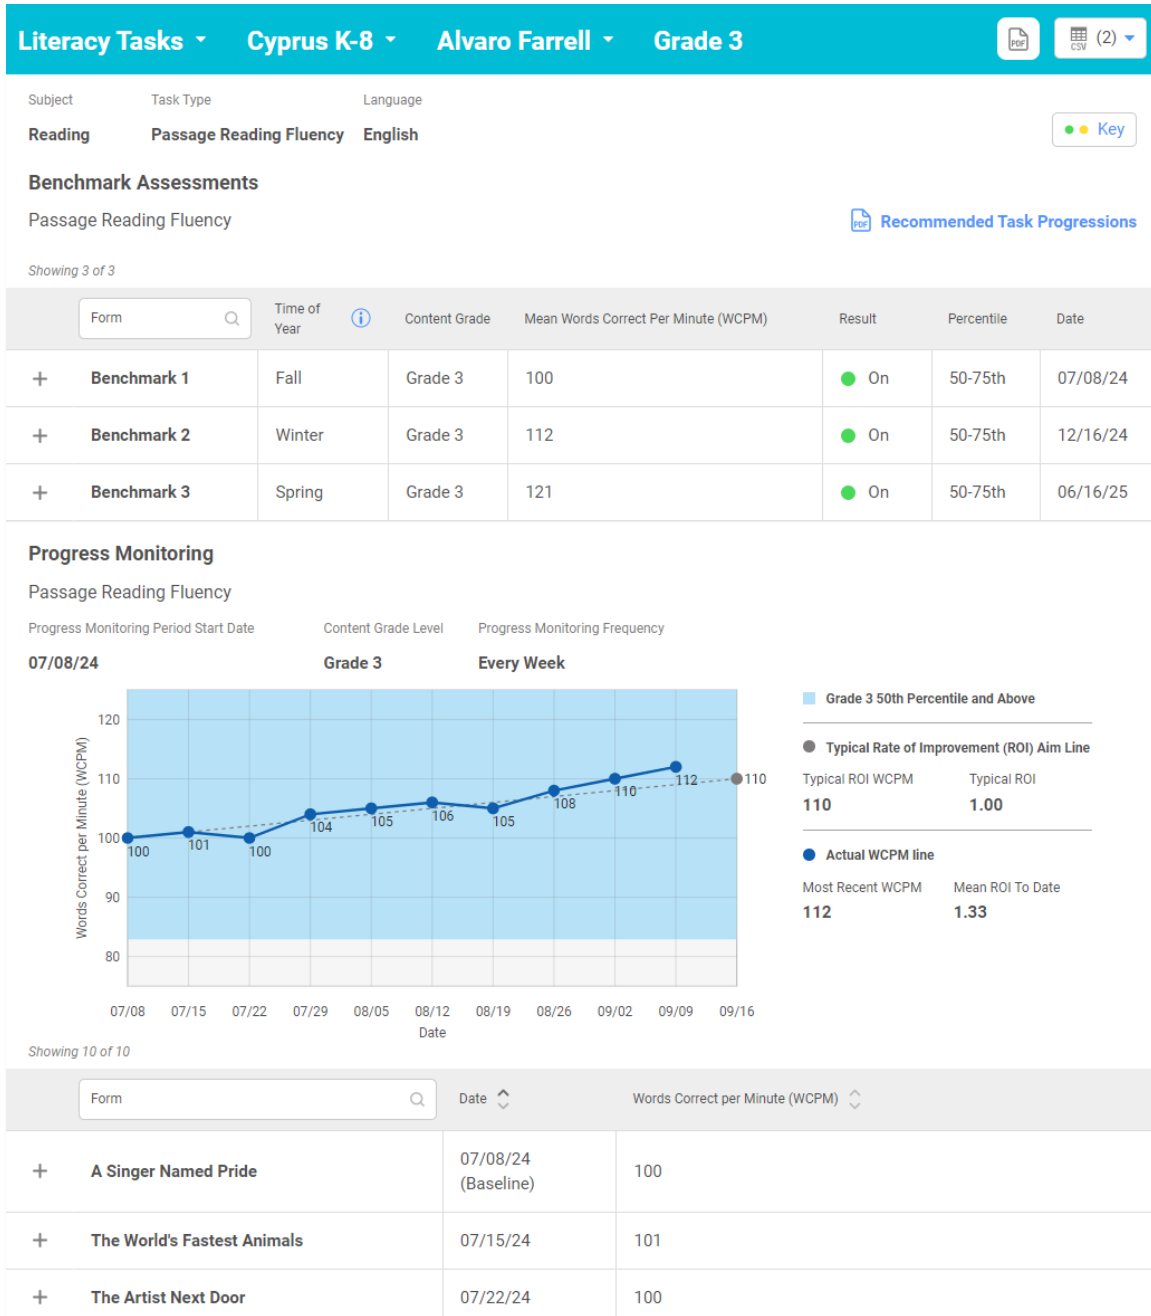 Literacy Tasks Cyprus K-8 Alvaro Farrell Grade 3 PDF CSV (2)
Subject Task Type Language
Reading Passage Reading Fluency English Key
Benchmark Assessments
Passage Reading Fluency PDF Recommended Task Progressions
Showing 3 of 3
Form Time of Year i Content Grade Mean Words Correct Per Minute (WCPM) Result Percentile Date
+ Benchmark 1 Fall Grade 3 100 On 50-75th 07/08/24
+ Benchmark 2 Winter Grade 3 112 On 50-75th 12/16/24
+ Benchmark 3 Spring Grade 3 121 On 50-75th 06/16/25
Progress Monitoring
Passage Reading Fluency
Progress Monitoring Period Start Date Content Grade Level Progress Monitoring Frequency
07/08/24 Grade 3 Every Week
Words Correct per Minute (WCPM)
120
110
100
90
80
100 101 100 104 105 106 105 108 110 112 110
07/08 07/15 07/22 07/29 08/05 08/12 08/19 08/26 09/02 09/09 09/16
Date
Grade 3 50th Percentile and Above
Typical Rate of Improvement (ROI) Aim Line
Typical ROI WCPM Typical ROI
110 1.00
Actual WCPM line
Most Recent WCPM Mean ROI To Date
112 1.33
Showing 10 of 10
Form Date Words Correct per Minute (WCPM)
+ A Singer Named Pride 07/08/24 (Baseline) 100
+ The World's Fastest Animals 07/15/24 101
+ The Artist Next Door 07/22/24 100